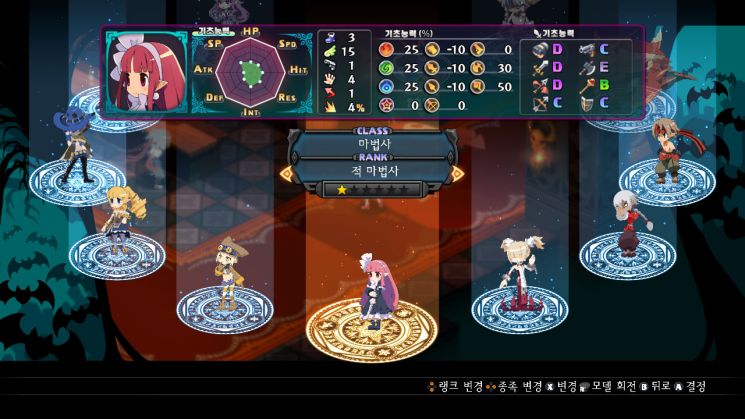 기초능력
HP
SP
SPD
ATK
HIT
DEF
RES
INT
3
15
1
4
1
4%
기초능력 (%)
25 -10 0
25 -10 30
25 -10 50
0 0
기초능력
D C
D E
D B
C C
CLASS
마법사
RANK
적 마법사
랭크 변경 종족 변경 X 변경 R 모델 회전 B 뒤로 A 결정